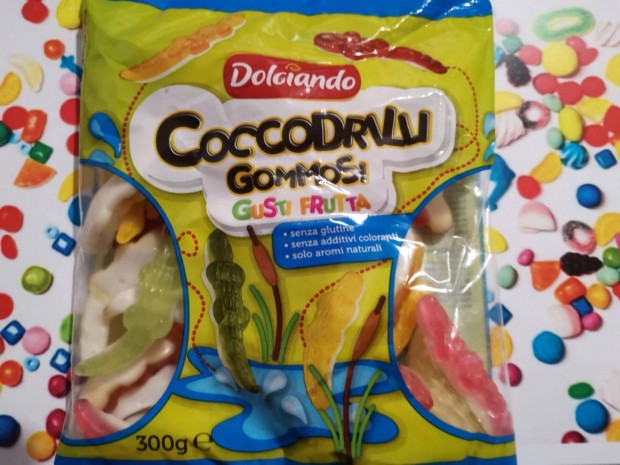 Dolciando
COCCODRILLI
GOMMOSI
GUSTI FRUTTA
• senza glutine
• senza additivi coloranti
• solo aromi naturali
300g e